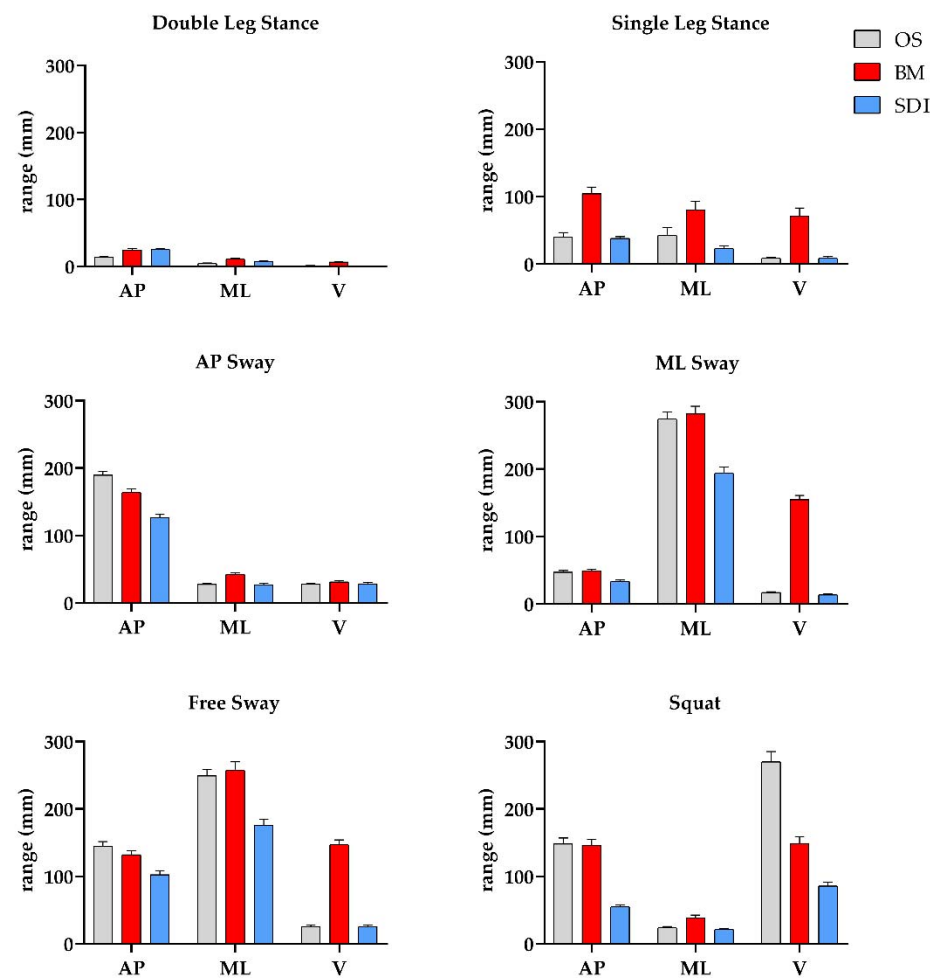 Double Leg Stance
range (mm)
300
200
100
0
AP ML V
Single Leg Stance
range (mm)
300
200
100
0
AP ML V
OS
BM
SDI
AP Sway
range (mm)
300
200
100
0
AP ML V
ML Sway
range (mm)
300
200
100
0
AP ML V
Free Sway
range (mm)
300
200
100
0
AP ML V
Squat
range (mm)
300
200
100
0
AP ML V